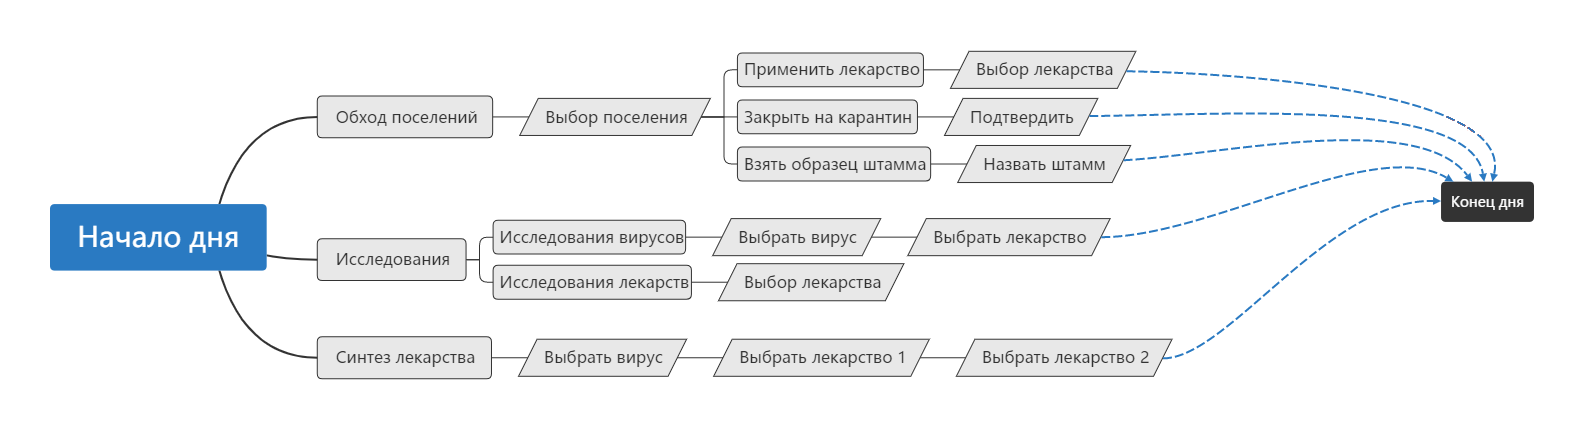 Начало дня
Обход поселений
Выбор поселения
Применить лекарство
Выбор лекарства
Закрыть на карантин
Подтвердить
Взять образец штамма
Назвать штамм
Исследования
Исследования вирусов
Выбрать вирус
Выбрать лекарство
Исследования лекарств
Выбор лекарства
Синтез лекарства
Выбрать вирус
Выбрать лекарство 1
Выбрать лекарство 2
Конец дня